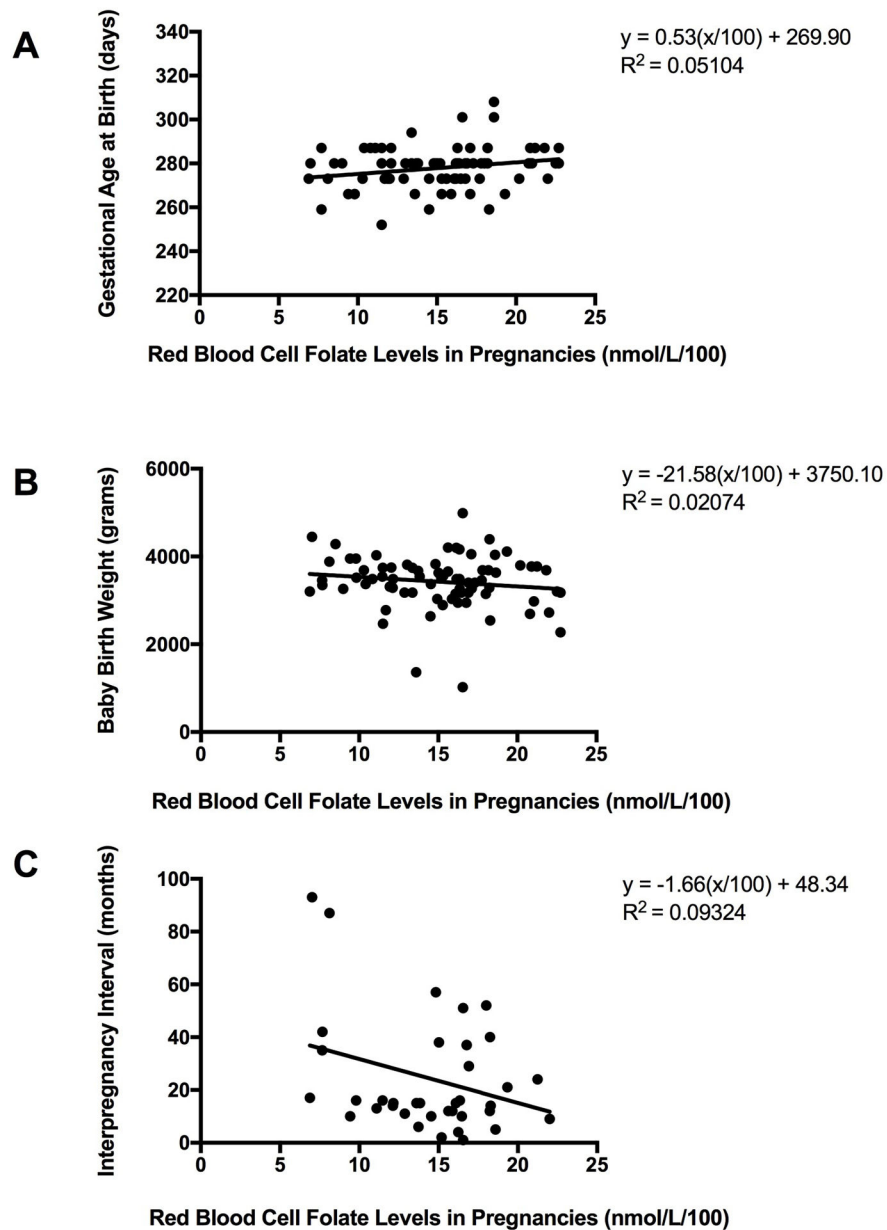 A
Gestational Age at Birth (days)
340
320
300
280
260
240
220
0 5 10 15 20 25
Red Blood Cell Folate Levels in Pregnancies (nmol/L/100)
y = 0.53(x/100) + 269.90
R² = 0.05104
B
Baby Birth Weight (grams)
6000
4000
2000
0
0 5 10 15 20 25
Red Blood Cell Folate Levels in Pregnancies (nmol/L/100)
y = -21.58(x/100) + 3750.10
R² = 0.02074
C
Interpregnancy Interval (months)
100
80
60
40
20
0
0 5 10 15 20 25
Red Blood Cell Folate Levels in Pregnancies (nmol/L/100)
y = -1.66(x/100) + 48.34
R² = 0.09324